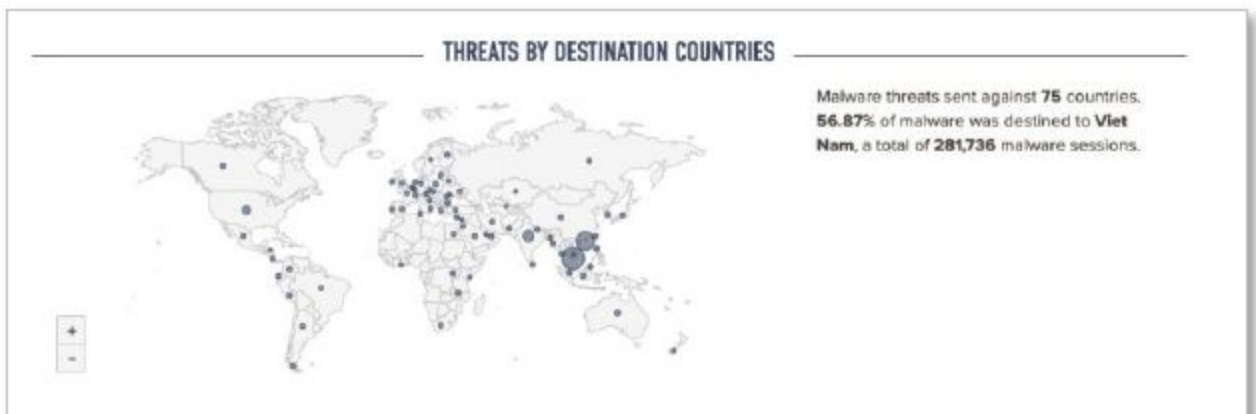 THREATS BY DESTINATION COUNTRIES
Malware threats sent against 75 countries.
56.87% of malware was destined to Viet
Nam, a total of 281,736 malware sessions.
+
-